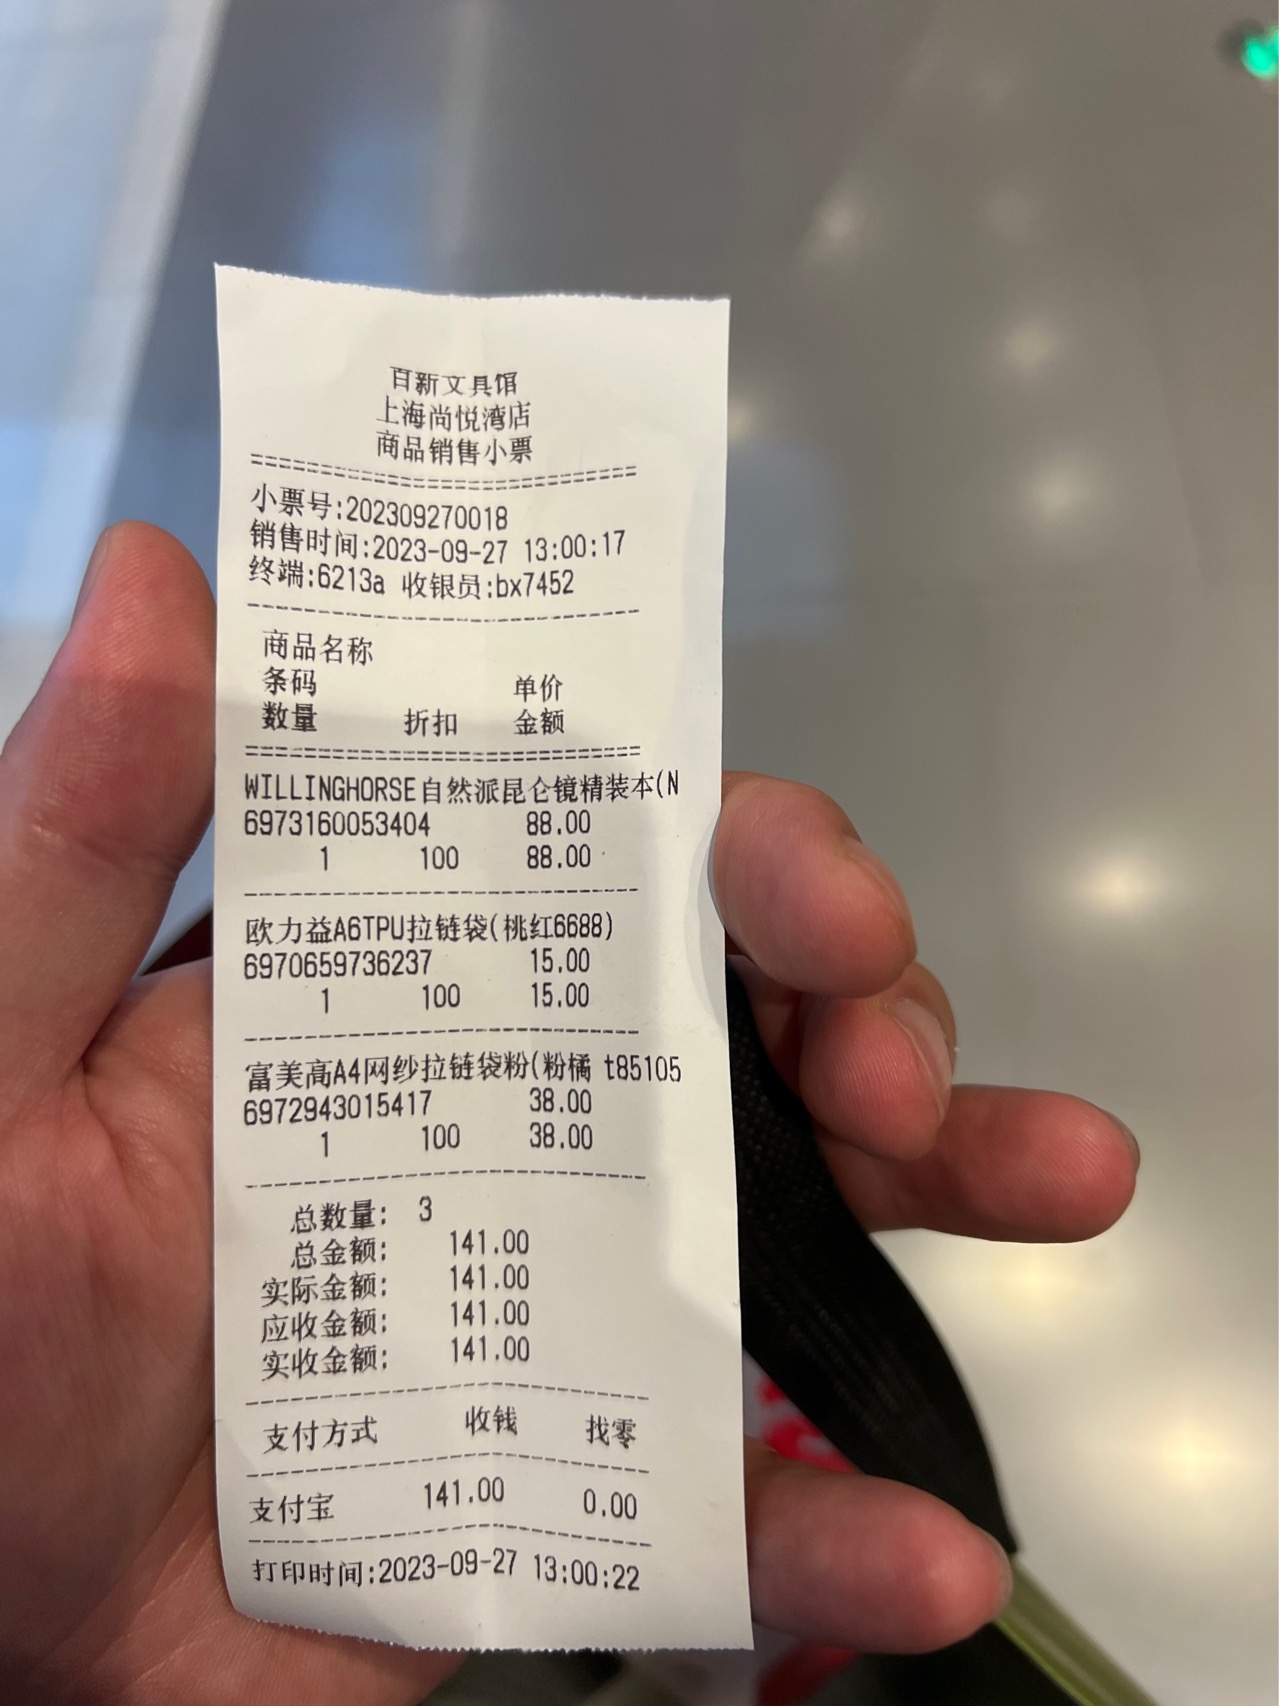 百新文具馆
上海尚悦湾店
商品销售小票
===============================
小票号:202309270018
销售时间:2023-09-27 13:00:17
终端:6213a 收银员:bx7452
-------------------------------
商品名称
条码 单价
数量 折扣 金额
===============================
WILLINGHORSE自然派昆仑镜精装本(N
6973160053404 88.00
1 100 88.00
-------------------------------
欧力益A6TPU拉链袋(桃红6688)
6970659736237 15.00
1 100 15.00
-------------------------------
富美高A4网纱拉链袋粉(粉橘 t85105
6972943015417 38.00
1 100 38.00
-------------------------------
总数量: 3
总金额: 141.00
实际金额: 141.00
应收金额: 141.00
实收金额: 141.00
-------------------------------
支付方式 收钱 找零
-------------------------------
支付宝 141.00 0.00
-------------------------------
打印时间:2023-09-27 13:00:22